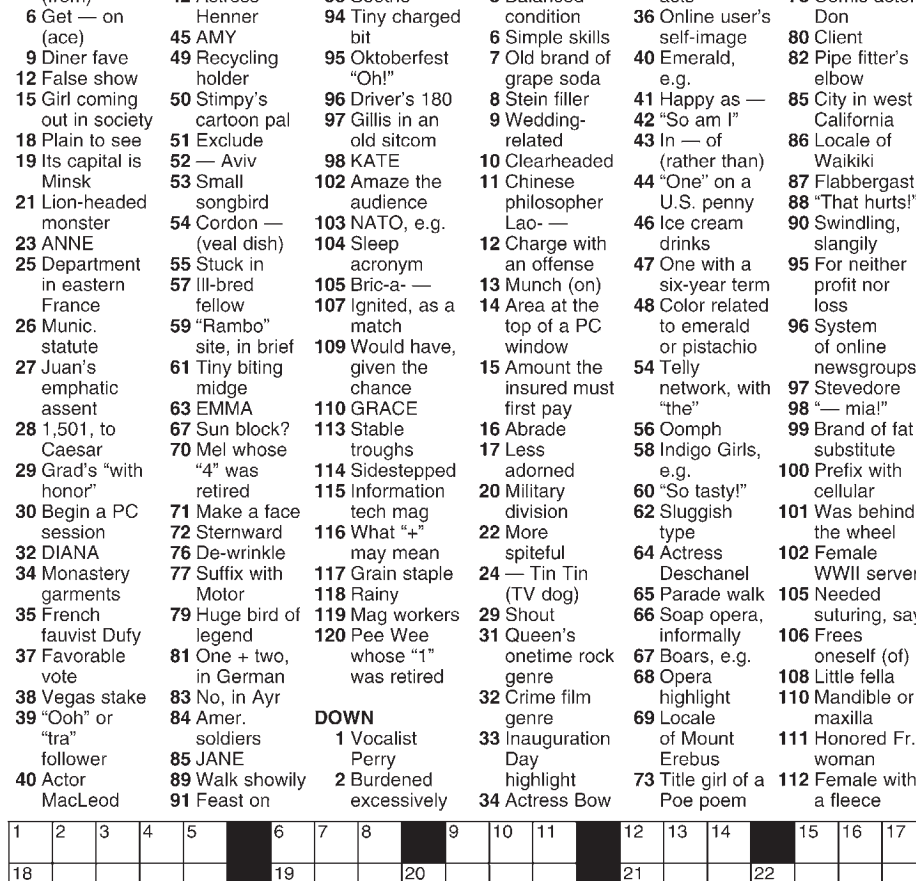 (from)
6 Get — on
(ace)
9 Diner fave
12 False show
15 Girl coming
out in society
18 Plain to see
19 Its capital is
Minsk
21 Lion-headed
monster
23 ANNE
25 Department
in eastern
France
26 Munic.
statute
27 Juan's
emphatic
assent
28 1,501, to
Caesar
29 Grad's "with
honor"
30 Begin a PC
session
32 DIANA
34 Monastery
garments
35 French
fauvist Dufy
37 Favorable
vote
38 Vegas stake
39 "Ooh" or
"tra"
follower
40 Actor
MacLeod
42 Actress
Henner
45 AMY
49 Recycling
holder
50 Stimpy's
cartoon pal
51 Exclude
52 — Aviv
53 Small
songbird
54 Cordon —
(veal dish)
55 Stuck in
57 Ill-bred
fellow
59 "Rambo"
site, in brief
61 Tiny biting
midge
63 EMMA
67 Sun block?
70 Mel whose
"4" was
retired
71 Make a face
72 Sternward
76 De-wrinkle
77 Suffix with
Motor
79 Huge bird of
legend
81 One + two,
in German
83 No, in Ayr
84 Amer.
soldiers
85 JANE
89 Walk showily
91 Feast on
94 Tiny charged
bit
95 Oktoberfest
"Oh!"
96 Driver's 180
97 Gillis in an
old sitcom
98 KATE
102 Amaze the
audience
103 NATO, e.g.
104 Sleep
acronym
105 Bric-a- —
107 Ignited, as a
match
109 Would have,
given the
chance
110 GRACE
113 Stable
troughs
114 Sidestepped
115 Information
tech mag
116 What "+"
may mean
117 Grain staple
118 Rainy
119 Mag workers
120 Pee Wee
whose "1"
was retired
DOWN
1 Vocalist
Perry
2 Burdened
excessively
Balanced
condition
6 Simple skills
7 Old brand of
grape soda
8 Stein filler
9 Wedding-
related
10 Clearheaded
11 Chinese
philosopher
Lao- —
12 Charge with
an offense
13 Munch (on)
14 Area at the
top of a PC
window
15 Amount the
insured must
first pay
16 Abrade
17 Less
adorned
20 Military
division
22 More
spiteful
24 — Tin Tin
(TV dog)
29 Shout
31 Queen's
onetime rock
genre
32 Crime film
genre
33 Inauguration
Day
highlight
34 Actress Bow
acts
36 Online user's
self-image
40 Emerald,
e.g.
41 Happy as —
42 "So am I"
43 In — of
(rather than)
44 "One" on a
U.S. penny
46 Ice cream
drinks
47 One with a
six-year term
48 Color related
to emerald
or pistachio
54 Telly
network, with
"the"
56 Oomph
58 Indigo Girls,
e.g.
60 "So tasty!"
62 Sluggish
type
64 Actress
Deschanel
65 Parade walk
66 Soap opera,
informally
67 Boars, e.g.
68 Opera
highlight
69 Locale
of Mount
Erebus
73 Title girl of a
Poe poem
Comic actor
Don
80 Client
82 Pipe fitter's
elbow
85 City in west
California
86 Locale of
Waikiki
87 Flabbergast
88 "That hurts!"
90 Swindling,
slangily
95 For neither
profit nor
loss
96 System
of online
newsgroups
97 Stevedore
98 "— mia!"
99 Brand of fat
substitute
100 Prefix with
cellular
101 Was behind
the wheel
102 Female
WWII server
105 Needed
suturing, say
106 Frees
oneself (of)
108 Little fella
110 Mandible or
maxilla
111 Honored Fr.
woman
112 Female with
a fleece
1 2 3 4 5 6 7 8 9 10 11 12 13 14 15 16 17
18 19 20 21 22